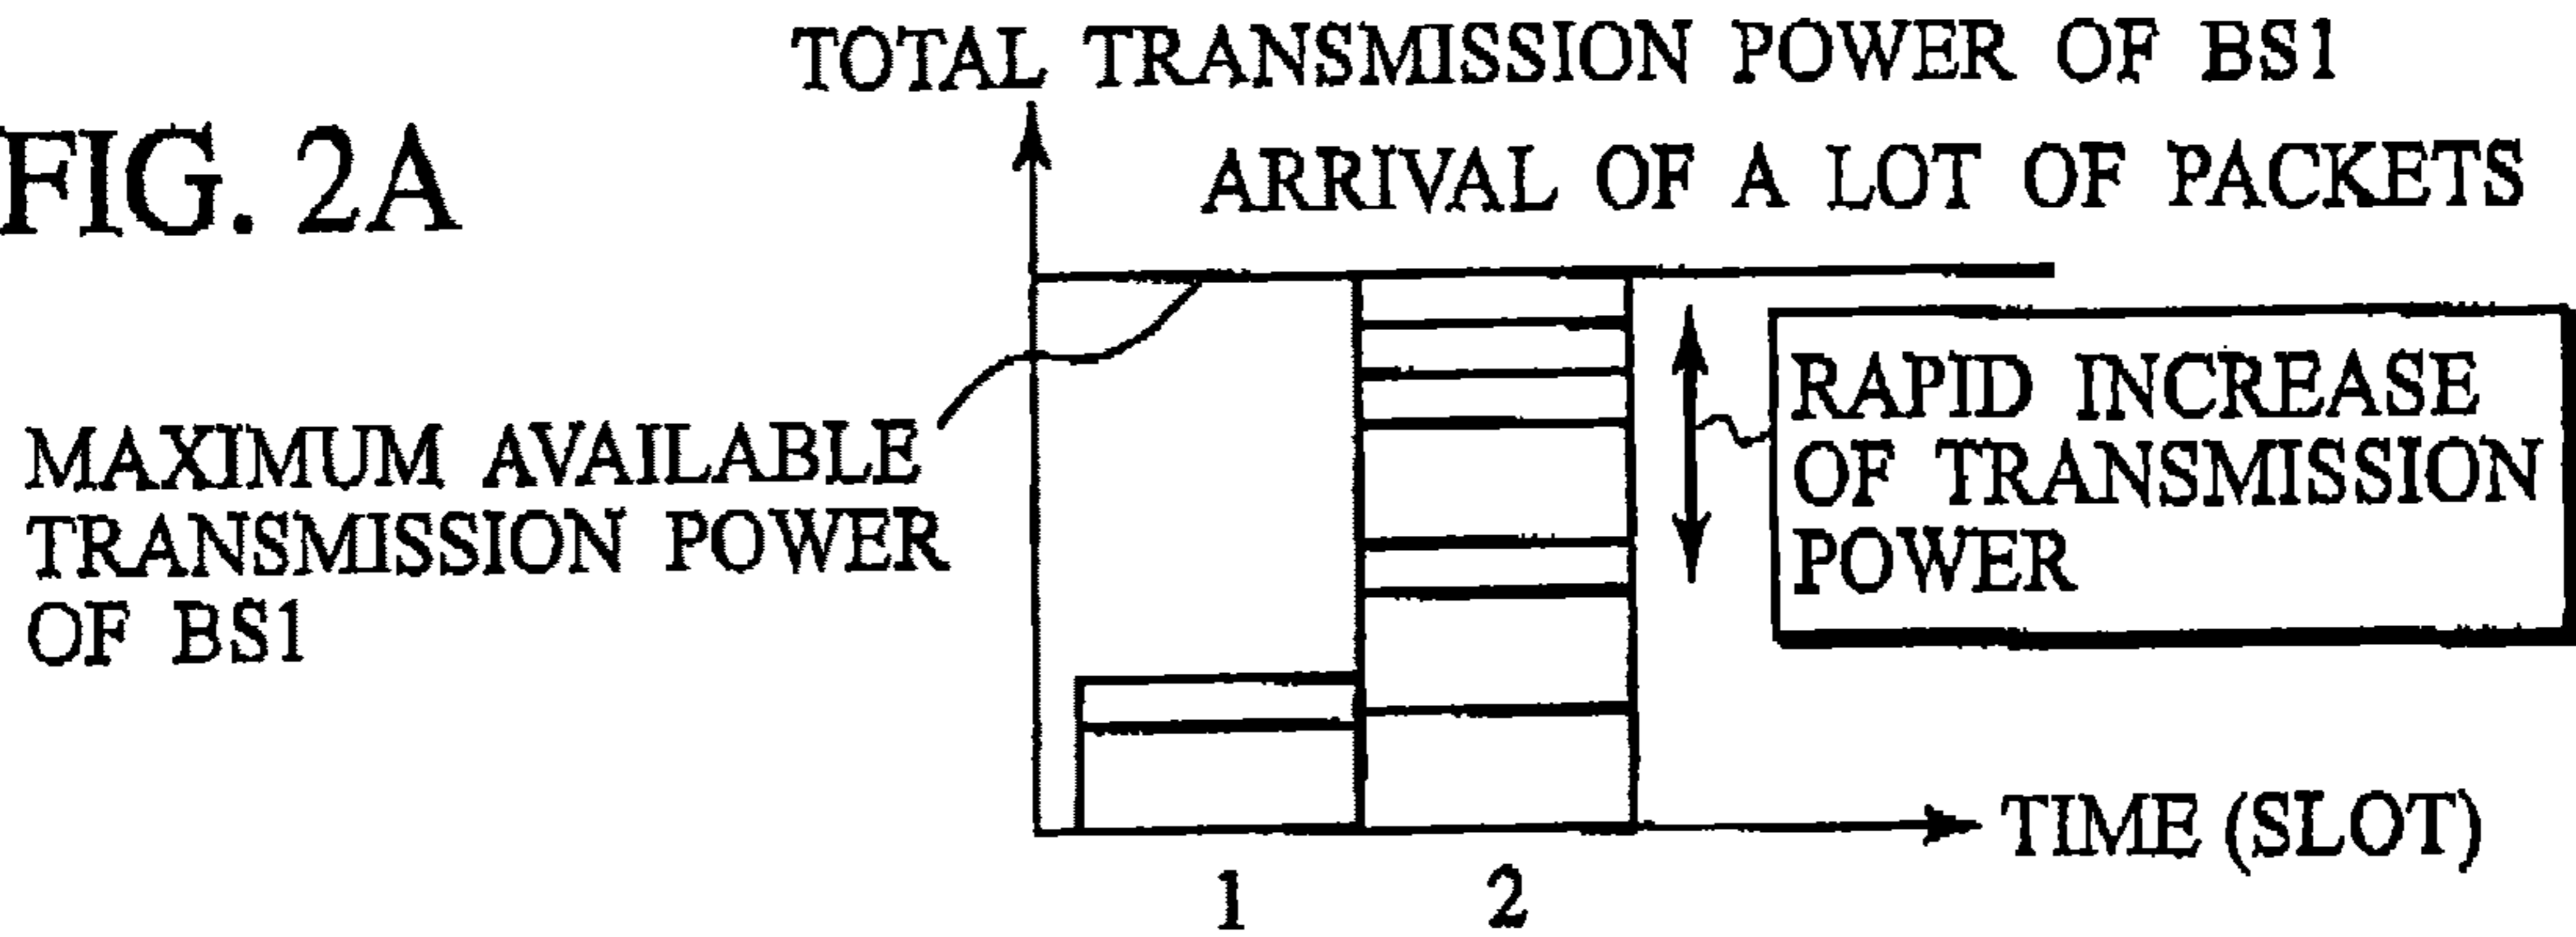 TOTAL TRANSMISSION POWER OF BS1
FIG. 2A
ARRIVAL OF A LOT OF PACKETS
MAXIMUM AVAILABLE
TRANSMISSION POWER
OF BS1
RAPID INCREASE
OF TRANSMISSION
POWER
TIME (SLOT)
1
2